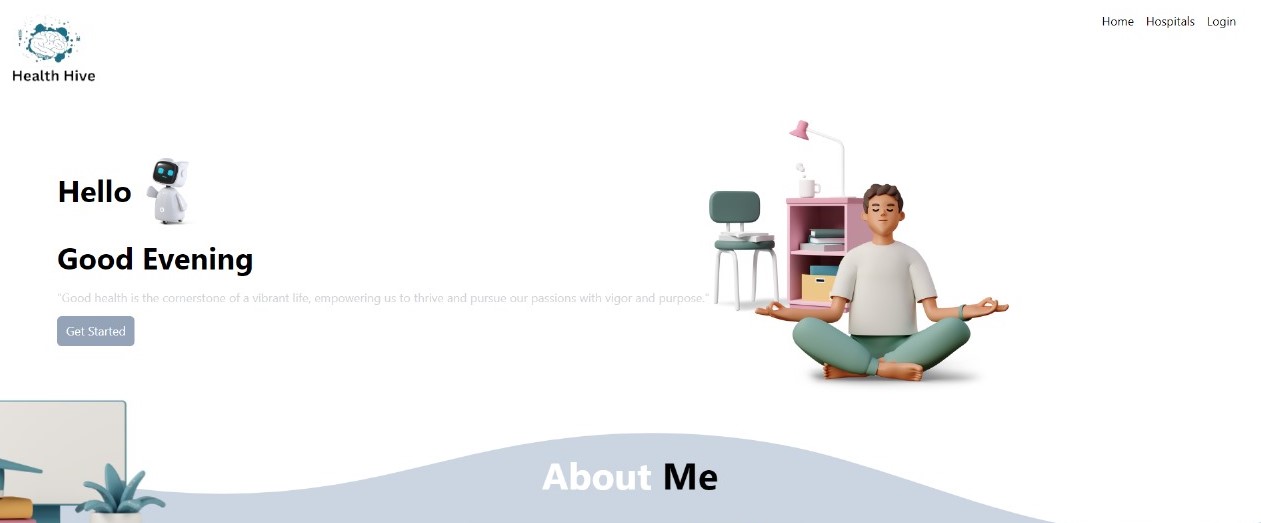 Home Hospitals Login
Health Hive
Hello
Good Evening
"Good health is the cornerstone of a vibrant life, empowering us to thrive and pursue our passions with vigor and purpose."
Get Started
About Me